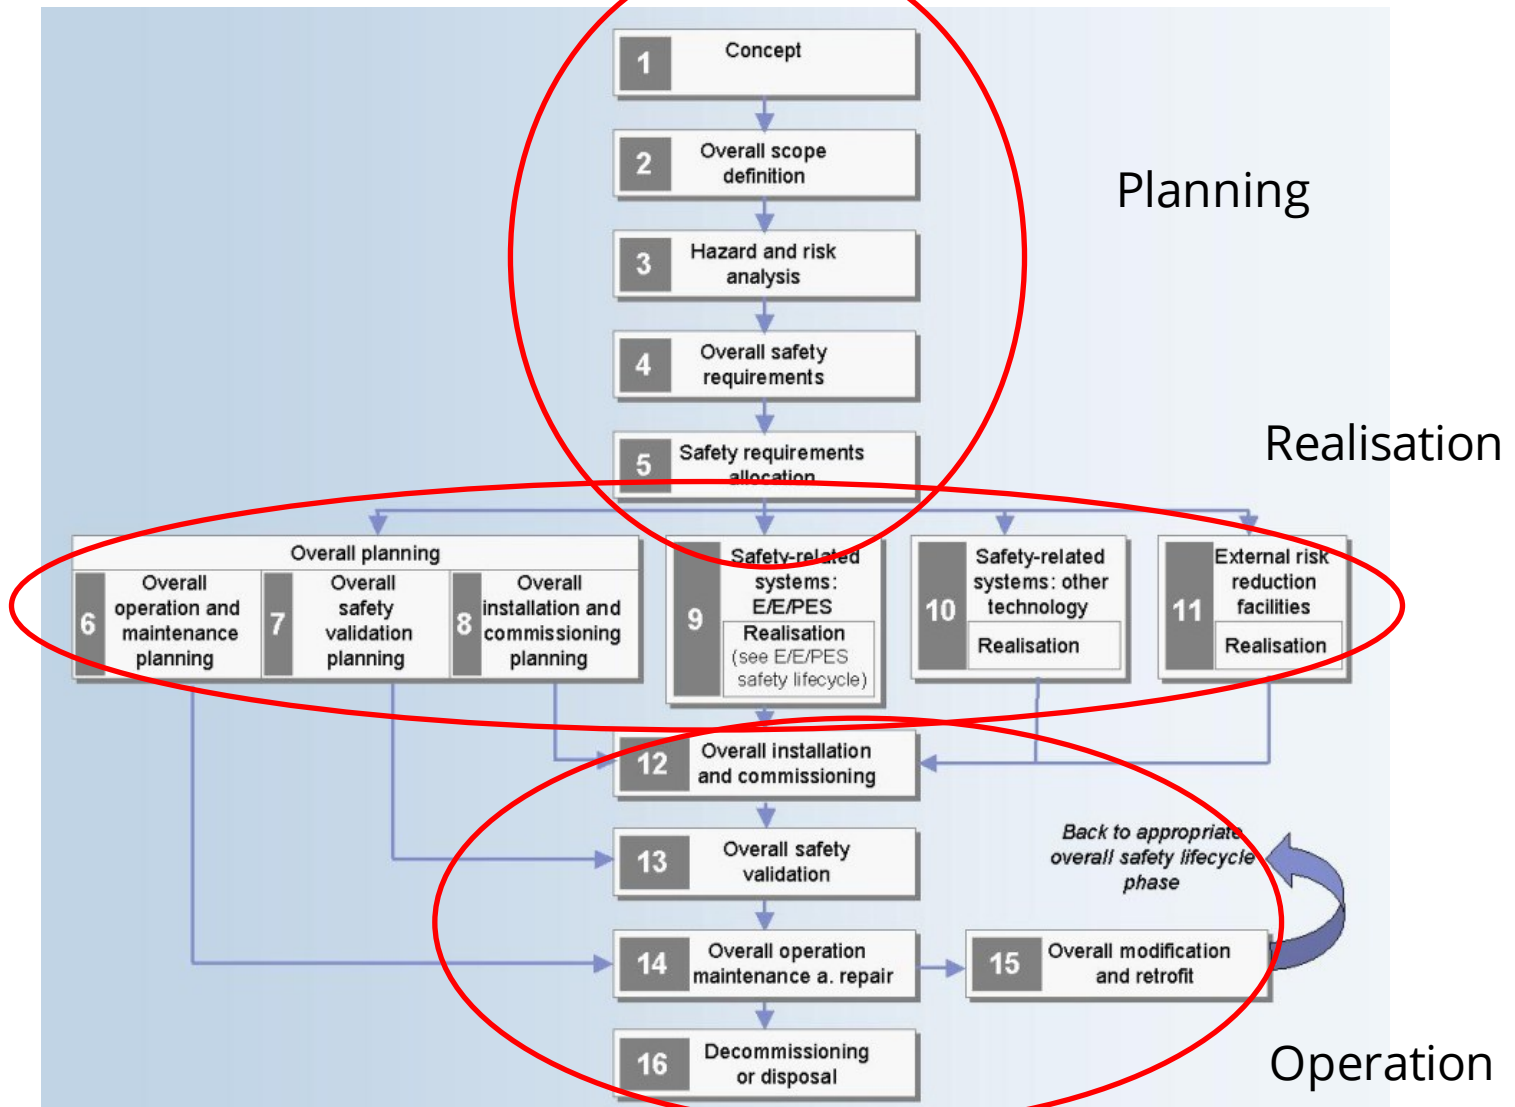 1
Concept
2
Overall scope
definition
Planning
3
Hazard and risk
analysis
4
Overall safety
requirements
Realisation
5
Safety requirements
allocation
Overall planning
6
Overall
operation and
maintenance
planning
7
Overall
safety
validation
planning
8
Overall
installation and
commissioning
planning
9
Safety-related
systems:
E/E/PES
Realisation
(see E/E/PES
safety lifecycle)
10
Safety-related
systems: other
technology
Realisation
11
External risk
reduction
facilities
Realisation
12
Overall installation
and commissioning
13
Overall safety
validation
Back to appropriate
overall safety lifecycle
phase
14
Overall operation
maintenance a. repair
15
Overall modification
and retrofit
16
Decommissioning
or disposal
Operation